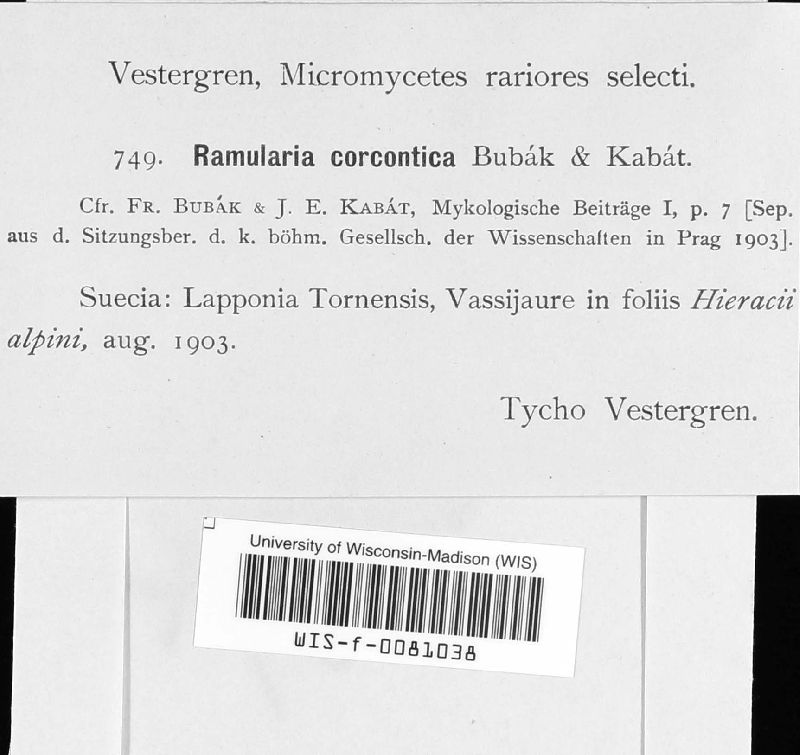 Vestergren, Micromycetes rariores selecti.
749. Ramularia corcontica Bubák & Kabát.
Cfr. Fr. Bubák & J. E. Kabát, Mykologische Beiträge I, p. 7 [Sep.
aus d. Sitzungsber. d. k. böhm. Gesellsch. der Wissenschaften in Prag 1903].
Suecia: Lapponia Tornensis, Vassijaure in foliis Hieracii
alpini, aug. 1903.
Tycho Vestergren.
University of Wisconsin-Madison (WIS)
WIS-f-0081038